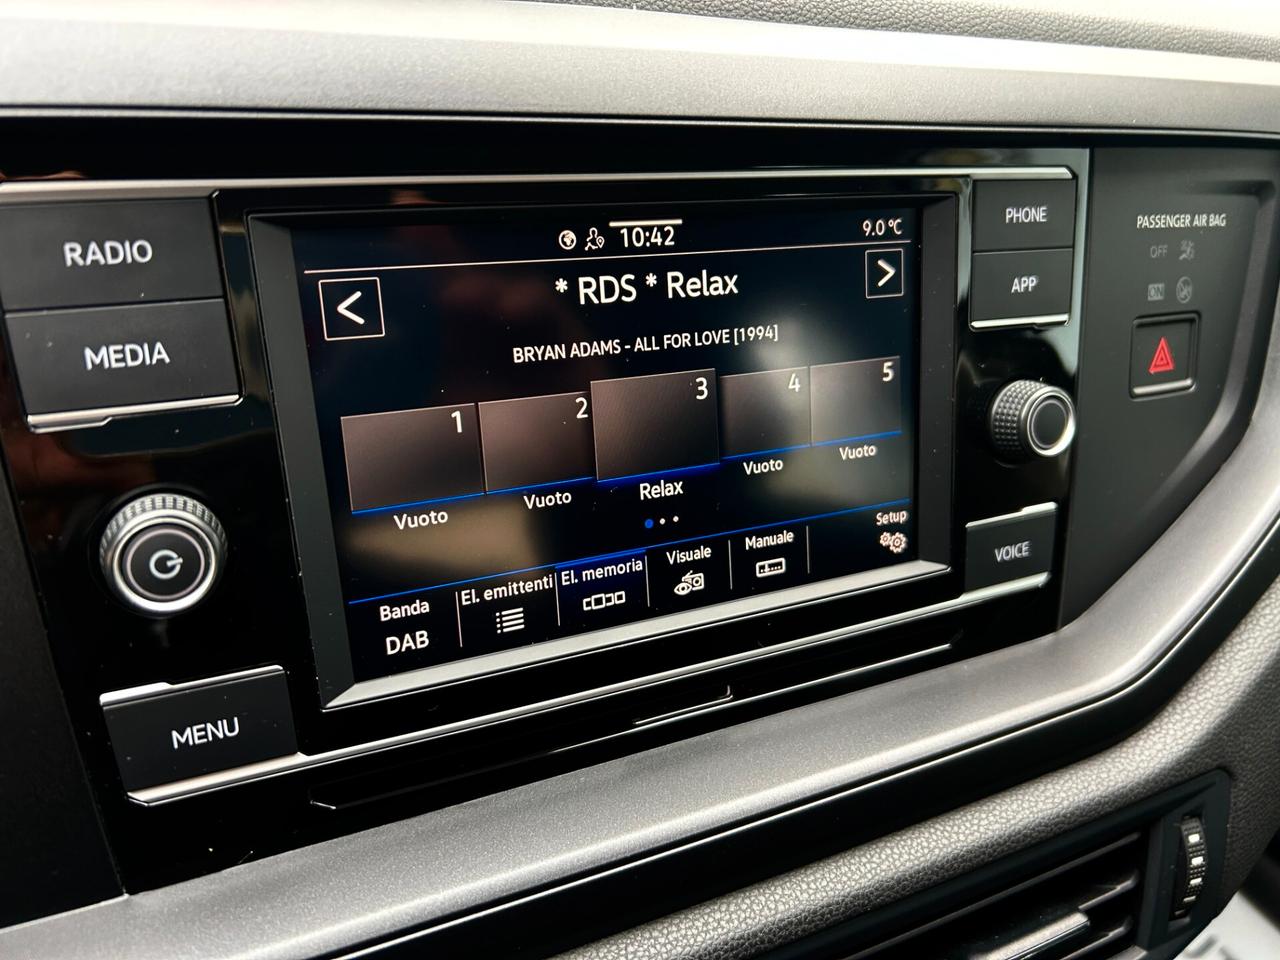 RADIO
MEDIA
MENU
10:42
9.0 °C
* RDS * Relax
BRYAN ADAMS - ALL FOR LOVE [1994]
1
2
3
4
5
Vuoto
Vuoto
Relax
Vuoto
Vuoto
Banda
DAB
El. emittenti
El. memoria
Visuale
Manuale
Setup
PHONE
APP
VOICE
PASSENGER AIR BAG
OFF
ON